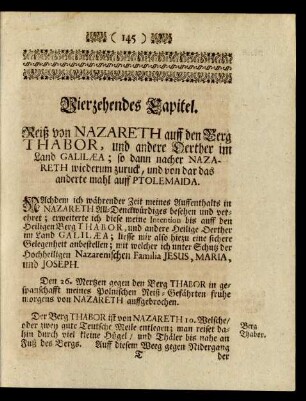 ( 145 )
Vierzehendes Capitel.
Reiß von NAZARETH auff den Berg
THABOR, und andere Oerther im
Land GALILÆA; so dann nacher NAZA-
RETH wiederum zuruck, und von dar das
anderte mahl auff PTOLEMAIDA.
NAchdem ich währender Zeit meines Auffenthalts in
NAZARETH All-Denckwürdiges besehen und ver-
ehret; erweiterte ich diese meine Intention bis auff den
Heiligen Berg THABOR, und andere Heilige Oerther
im Land GALILÆA; liesse mir also hiezu eine sichere
Gelegenheit anbestellen; mit welcher ich unter Schutz der
Hochheiligen Nazarenischen Familia JESUS, MARIA,
und JOSEPH.
Den 26. Mertzen gegen den Berg THABOR in ge-
spanschafft meines Polnischen Reiß-Gefährten fruhe
morgens von NAZARETH auffgebrochen.
Der Berg THABOR ist von NAZARETH 10. Welsche/
oder zwey gute Teutsche Meile entlegen; man reiset da-
hin durch viel kleine Hügel/ und Thäler bis nahe an
Fuß des Bergs. Auff diesem Weeg gegen Nidergang
Berg
Thabor.
T
der